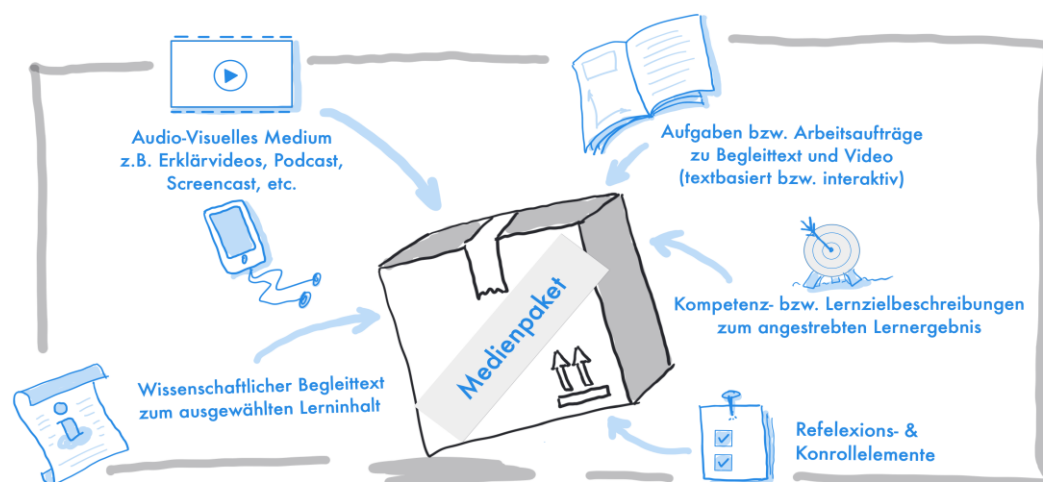 Audio-Visuelles Medium
z.B. Erklärvideos, Podcast,
Screencast, etc.
Aufgaben bzw. Arbeitsaufträge
zu Begleittext und Video
(textbasiert bzw. interaktiv)
Medienpaket
Kompetenz- bzw. Lernzielbeschreibungen
zum angestrebten Lernergebnis
Wissenschaftlicher Begleittext
zum ausgewählten Lerninhalt
Refelexions- &
Konrollelemente